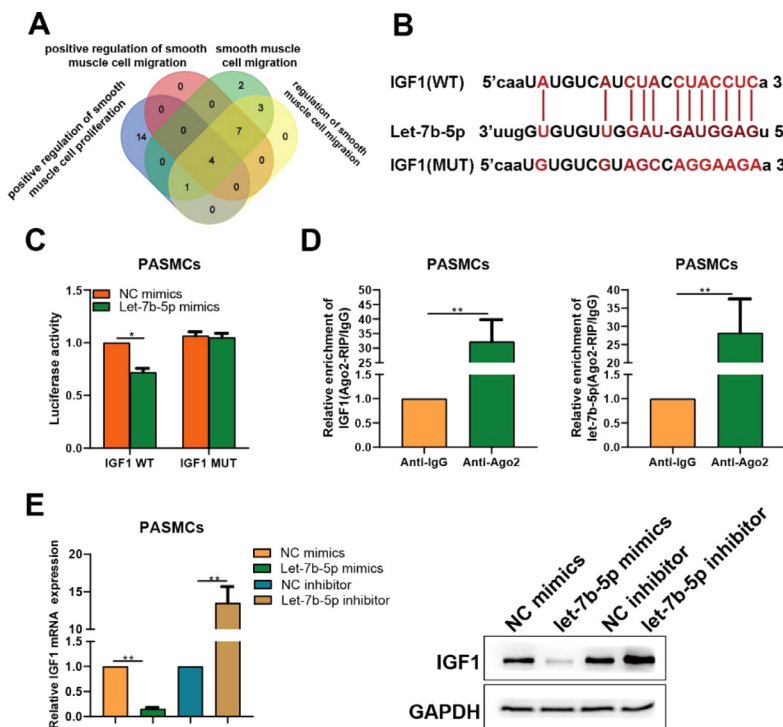 A
positive regulation of smooth
muscle cell migration
smooth muscle
cell migration
positive regulation of smooth
muscle cell proliferation
regulation of smooth
muscle cell migration
0
2
0
0
3
14
0
7
0
0
4
0
1
0
0
B
IGF1(WT) 5'caaUAUGUCAUCUACCUACCUCa 3
Let-7b-5p 3'uugGUGUGUUGGAU-GAUGGAGu 5
IGF1(MUT) 5'caaUGUGUCGUAGCCAGGAAGAa 3
C
PASMCs
NC mimics
Let-7b-5p mimics
Luciferase activity
1.5
1.0
0.5
0.0
*
IGF1 WT
IGF1 MUT
D
PASMCs
Relative enrichment of
IGF1(Ago2-RIP/IgG)
40
35
30
25
1.5
1.0
0.5
0.0
**
Anti-IgG
Anti-Ago2
PASMCs
Relative enrichment of
let-7b-5p(Ago2-RIP/IgG)
40
35
30
25
20
1.5
1.0
0.5
0.0
**
Anti-IgG
Anti-Ago2
E
PASMCs
Relative IGF1 mRNA expression
20
15
10
1.5
1.0
0.5
0.0
**
**
NC mimics
Let-7b-5p mimics
NC inhibitor
Let-7b-5p inhibitor
NC mimics
let-7b-5p mimics
NC inhibitor
let-7b-5p inhibitor
IGF1
GAPDH